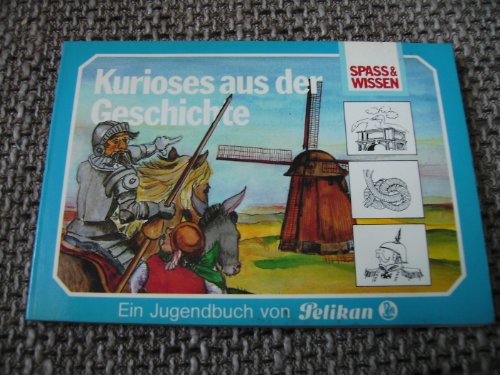 Kurioses aus der
Geschichte
SPASS &
WISSEN
Ein Jugendbuch von Pelikan